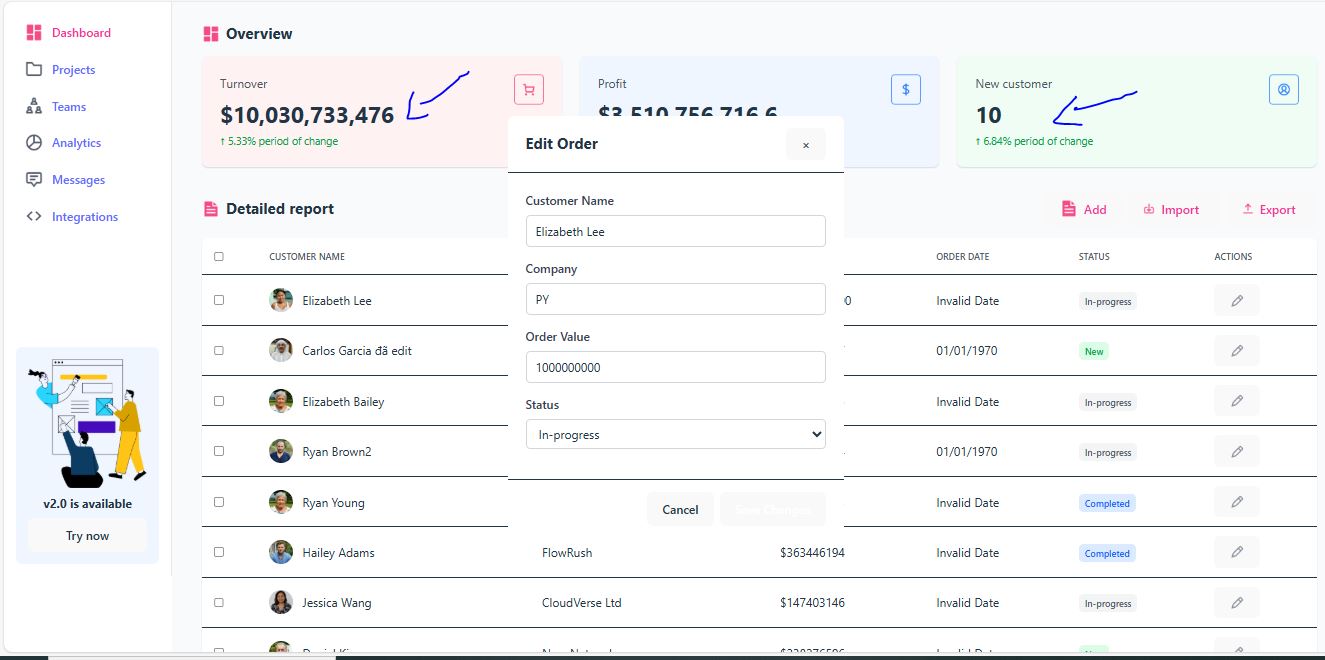 Dashboard
Projects
Teams
Analytics
Messages
Integrations
v2.0 is available
Try now
Overview
Turnover
$10,030,733,476
↑ 5.33% period of change
Profit
$3,510,756,716.6
$
New customer
10
↑ 6.84% period of change
Detailed report
Add
Import
Export
CUSTOMER NAME ORDER DATE STATUS ACTIONS
Elizabeth Lee Invalid Date In-progress
Carlos Garcia đã edit 01/01/1970 New
Elizabeth Bailey Invalid Date In-progress
Ryan Brown2 01/01/1970 In-progress
Ryan Young Invalid Date Completed
Hailey Adams FlowRush $363446194 Invalid Date Completed
Jessica Wang CloudVerse Ltd $147403146 Invalid Date In-progress
Edit Order
×
Customer Name
Elizabeth Lee
Company
PY
Order Value
1000000000
Status
In-progress
Cancel
Save Changes